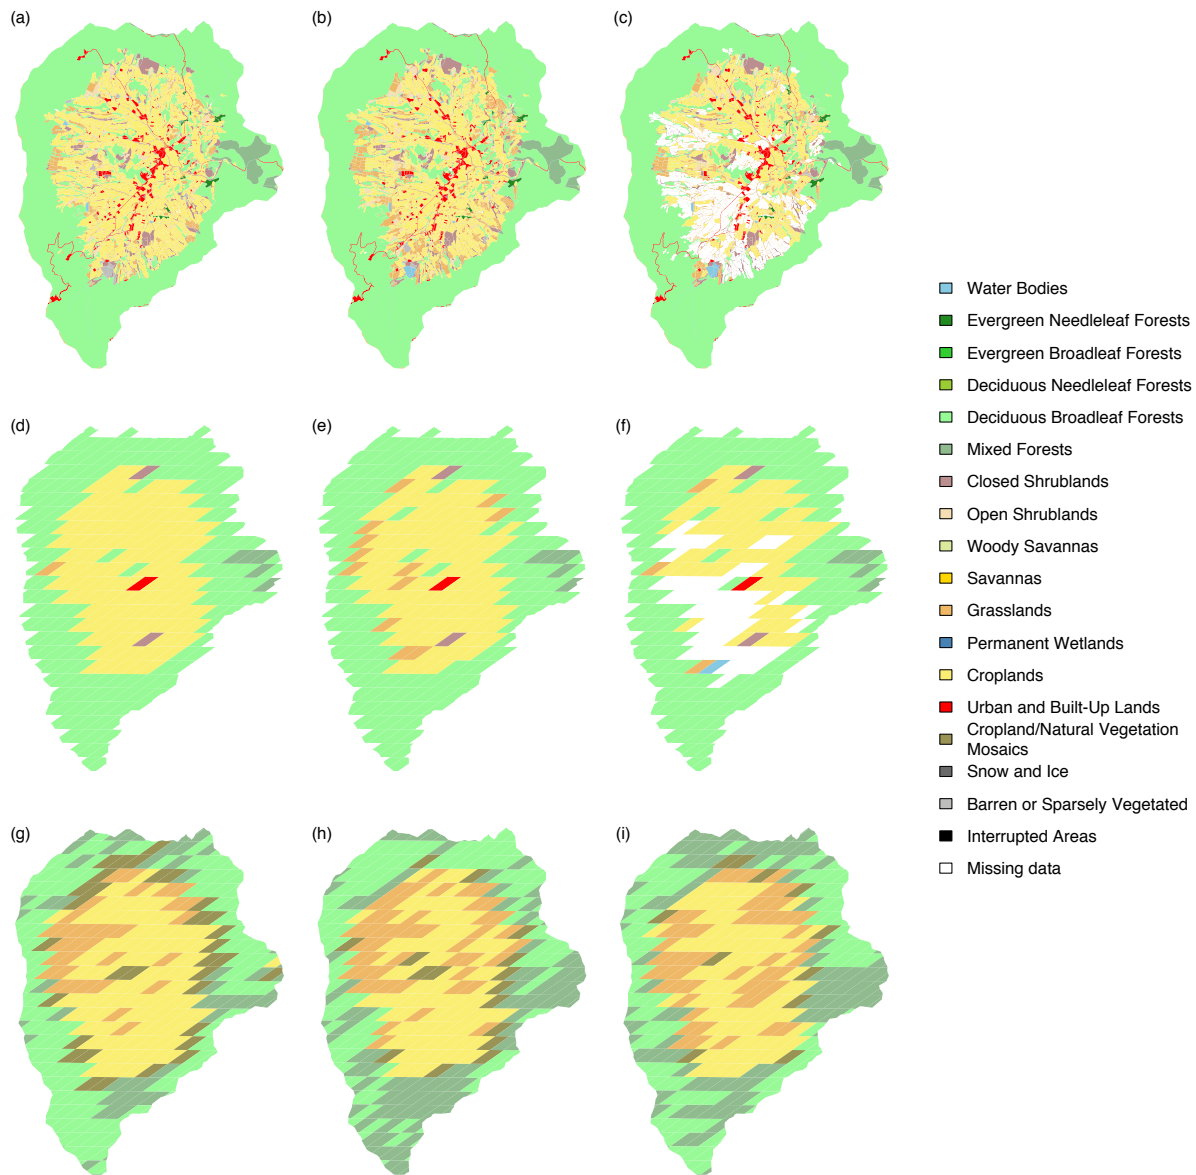 (a)
(b)
(c)
Water Bodies
Evergreen Needleleaf Forests
Evergreen Broadleaf Forests
Deciduous Needleleaf Forests
Deciduous Broadleaf Forests
Mixed Forests
Closed Shrublands
Open Shrublands
Woody Savannas
Savannas
Grasslands
Permanent Wetlands
Croplands
Urban and Built-Up Lands
Cropland/Natural Vegetation
Mosaics
Snow and Ice
Barren or Sparsely Vegetated
Interrupted Areas
Missing data
(d)
(e)
(f)
(g)
(h)
(i)